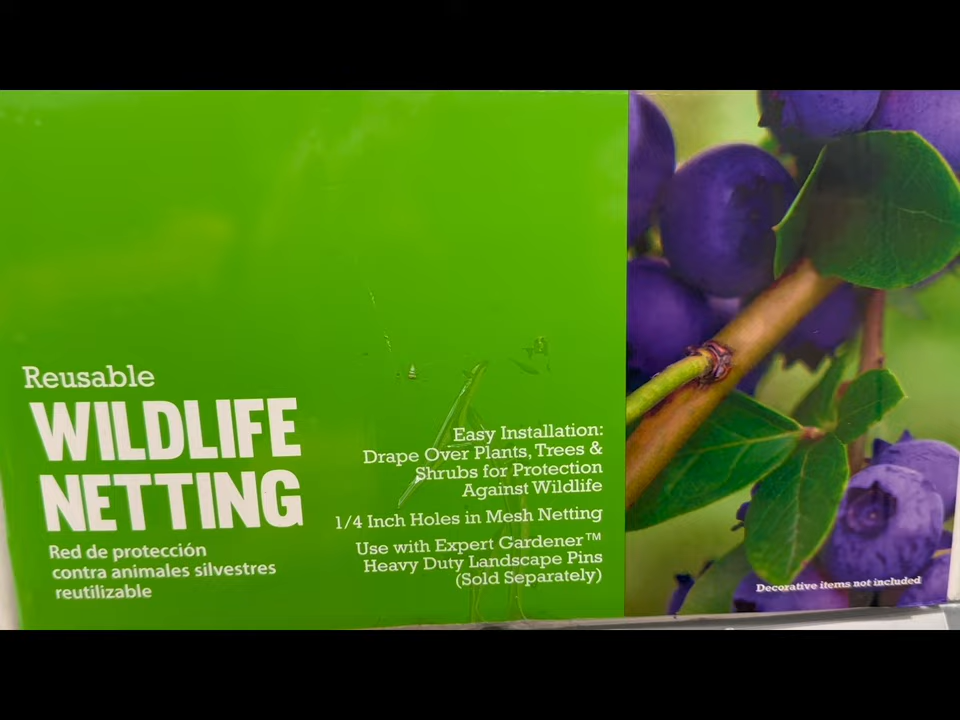 Reusable
WILDLIFE
NETTING
Red de protección
contra animales silvestres
reutilizable
Easy Installation:
Drape Over Plants, Trees &
Shrubs for Protection
Against Wildlife
1/4 Inch Holes in Mesh Netting
Use with Expert Gardener™
Heavy Duty Landscape Pins
(Sold Separately)
Decorative items not included